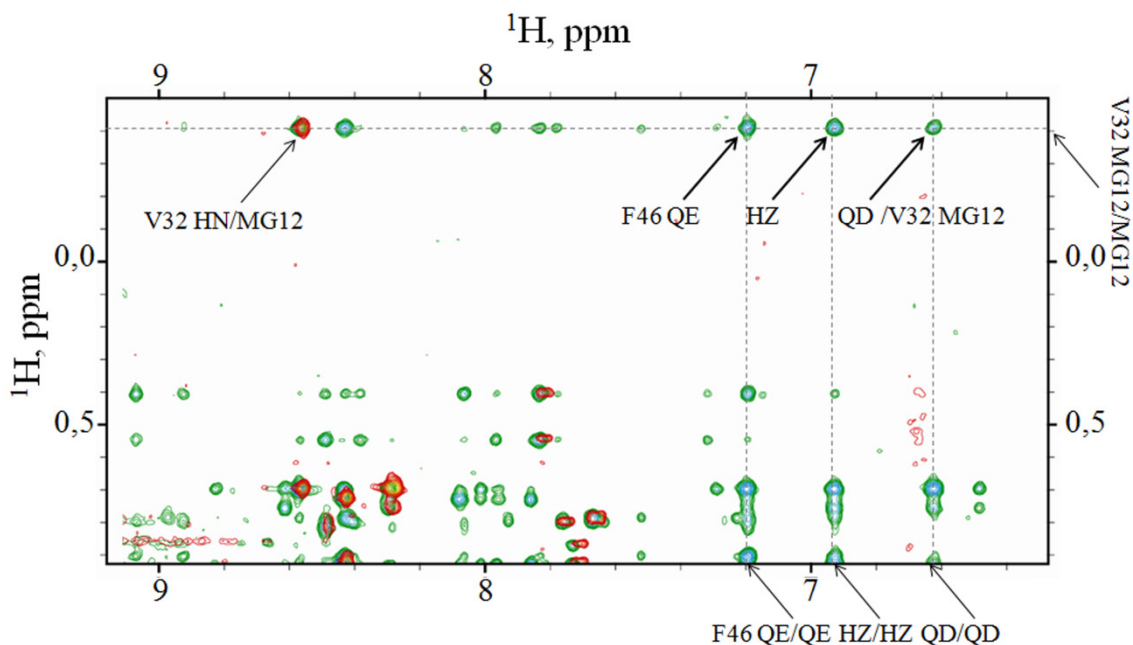 ¹H, ppm
9 8 7
V32 HN/MG12 F46 QE HZ QD /V32 MG12
V32 MG12/MG12
¹H, ppm
0,0 0,0
0,5 0,5
9 8 7
F46 QE/QE HZ/HZ QD/QD